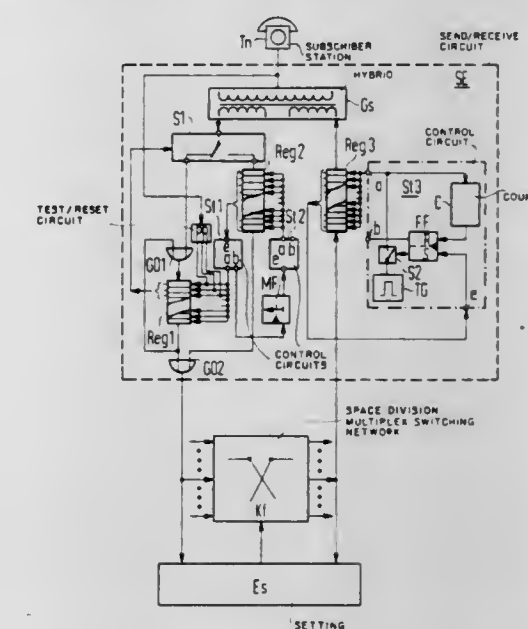 Tn
SUBSCRIBER
STATION
SEND/RECEIVE
CIRCUIT
HYBRID
SE
Gs
S1
Reg2
Reg3
CONTROL
CIRCUIT
TEST/RESET
CIRCUIT
St1
St2
a
St3
C
COUN
e
a b
a b
e
b
FF
R
S
GO1
MF
S2
TG
e
Reg1
CONTROL
CIRCUITS
GO2
SPACE DIVISION
MULTIPLEX SWITCHING
NETWORK
Kf
Es
SETTING